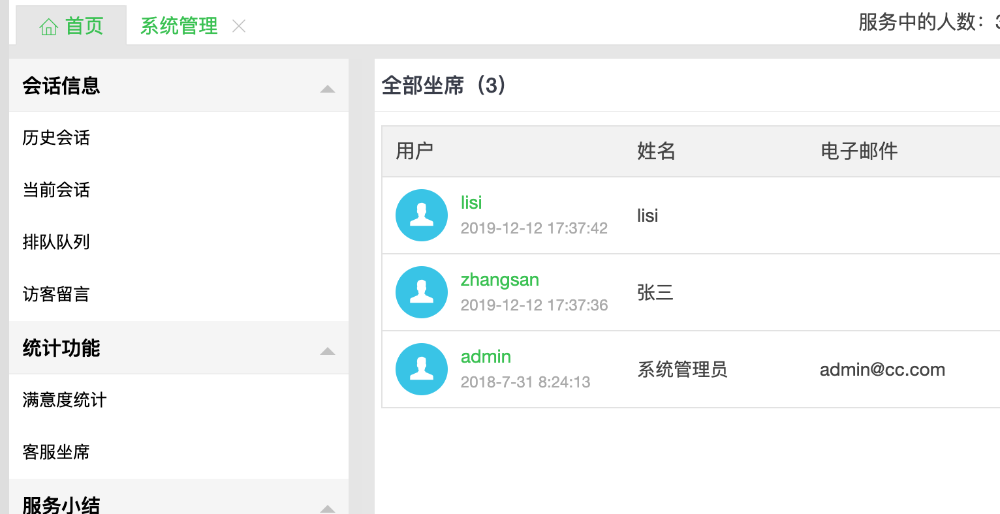 首页 系统管理 服务中的人数：
会话信息
历史会话
当前会话
排队队列
访客留言
统计功能
满意度统计
客服坐席
服务小结
全部坐席（3）
用户 姓名 电子邮件
lisi
2019-12-12 17:37:42
lisi
zhangsan
2019-12-12 17:37:36
张三
admin
2018-7-31 8:24:13
系统管理员
admin@cc.com